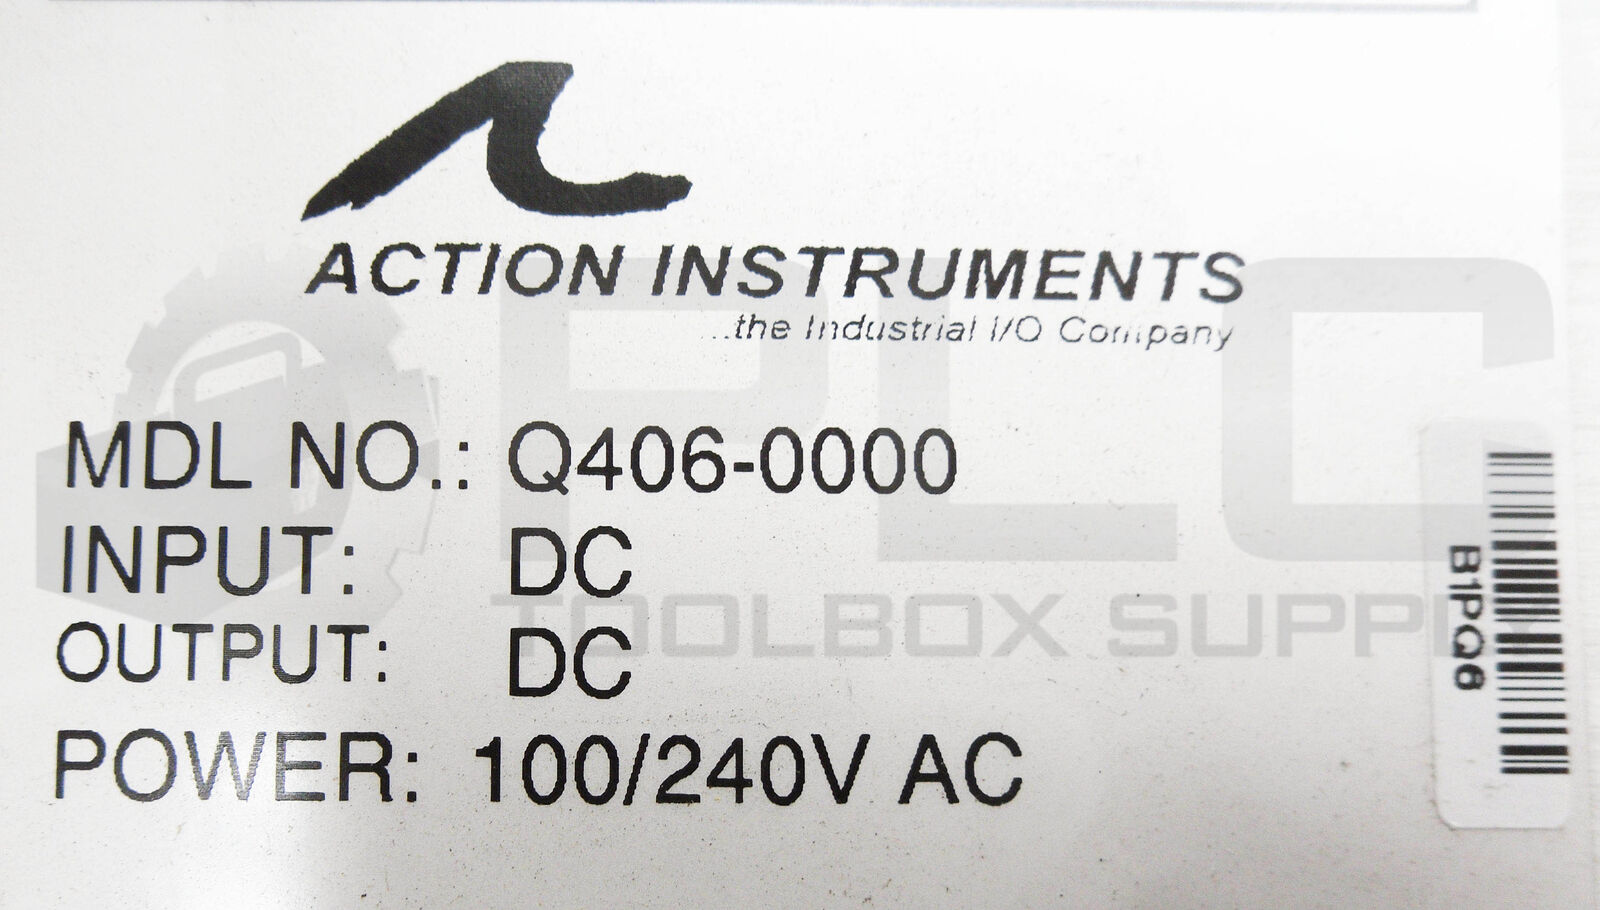 ACTION INSTRUMENTS
...the Industrial I/O Company
MDL NO.: Q406-0000
INPUT: DC
OUTPUT: DC
POWER: 100/240V AC
B1PQ6
PLC
TOOLBOX SUPPLY